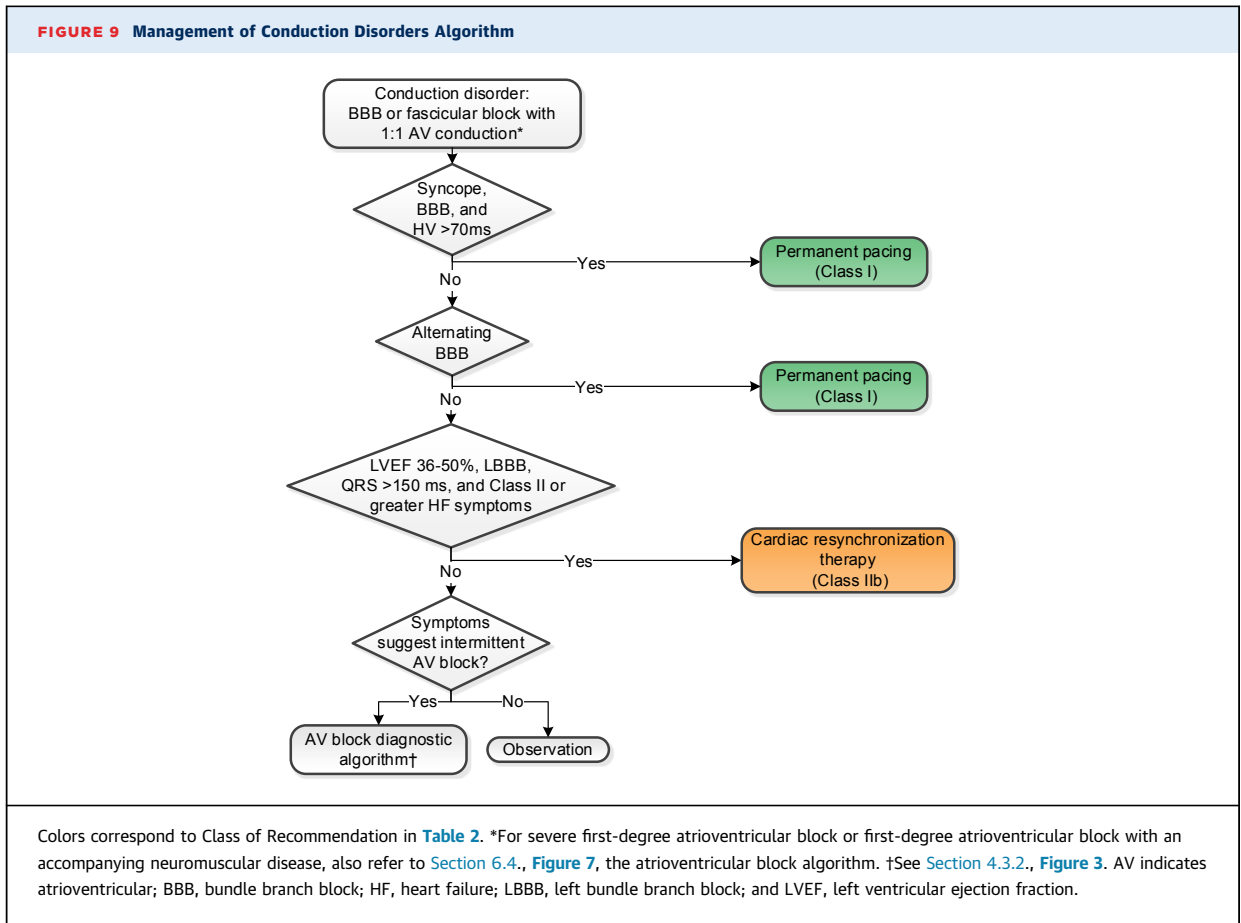 FIGURE 9 Management of Conduction Disorders Algorithm
Conduction disorder:
BBB or fascicular block with
1:1 AV conduction*
Syncope,
BBB, and
HV >70ms
Yes
Permanent pacing
(Class I)
No
Alternating
BBB
Yes
Permanent pacing
(Class I)
No
LVEF 36-50%, LBBB,
QRS >150 ms, and Class II or
greater HF symptoms
Yes
Cardiac resynchronization
therapy
(Class IIb)
No
Symptoms
suggest intermittent
AV block?
Yes
No
AV block diagnostic
algorithm†
Observation
Colors correspond to Class of Recommendation in Table 2. *For severe first-degree atrioventricular block or first-degree atrioventricular block with an
accompanying neuromuscular disease, also refer to Section 6.4., Figure 7, the atrioventricular block algorithm. †See Section 4.3.2., Figure 3. AV indicates
atrioventricular; BBB, bundle branch block; HF, heart failure; LBBB, left bundle branch block; and LVEF, left ventricular ejection fraction.